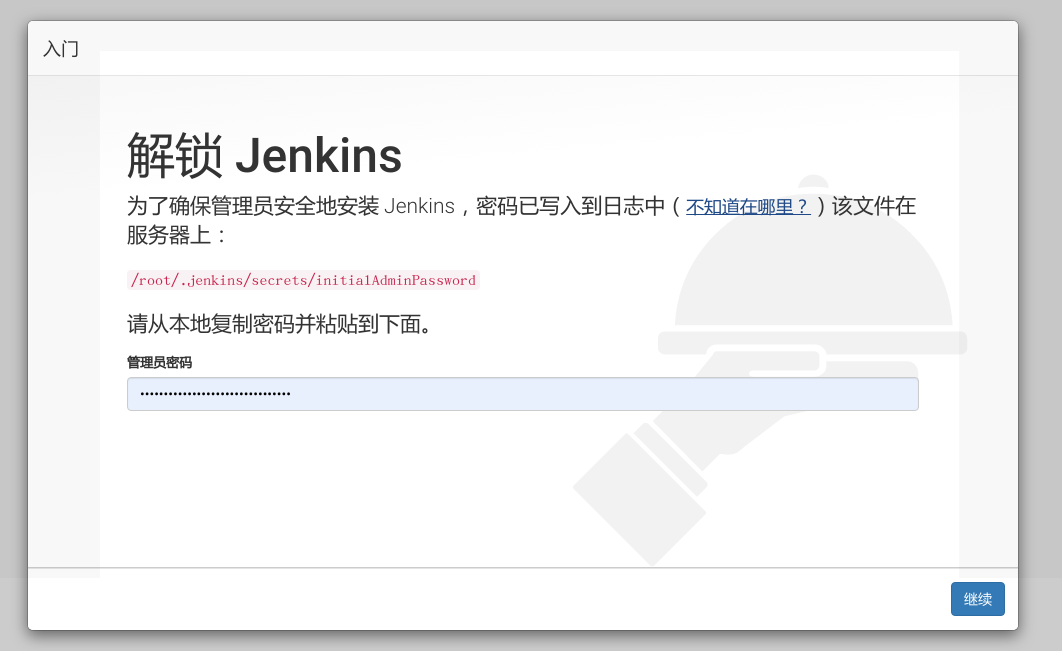 入门
解锁 Jenkins
为了确保管理员安全地安装 Jenkins，密码已写入到日志中（不知道在哪里？）该文件在
服务器上：
/root/.jenkins/secrets/initialAdminPassword
请从本地复制密码并粘贴到下面。
管理员密码
继续